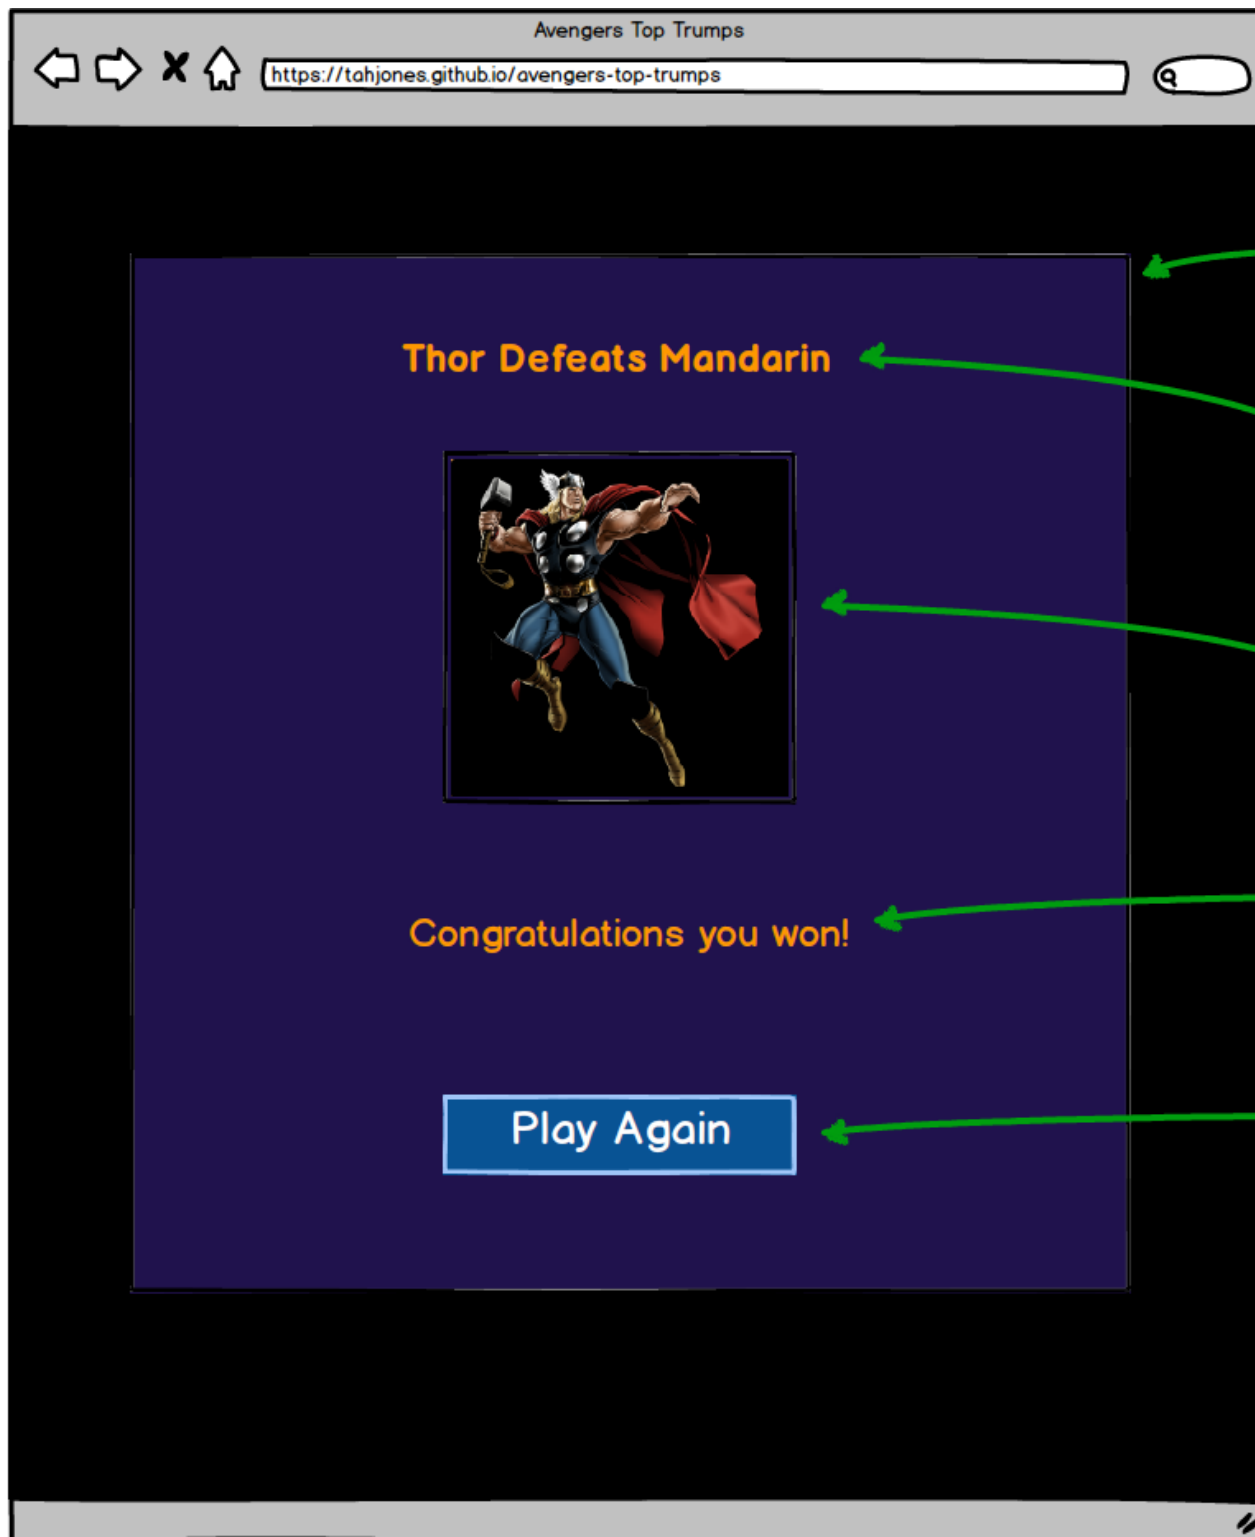 Avengers Top Trumps
https://tahjones.github.io/avengers-top-trumps
Thor Defeats Mandarin
Congratulations you won!
Play Again